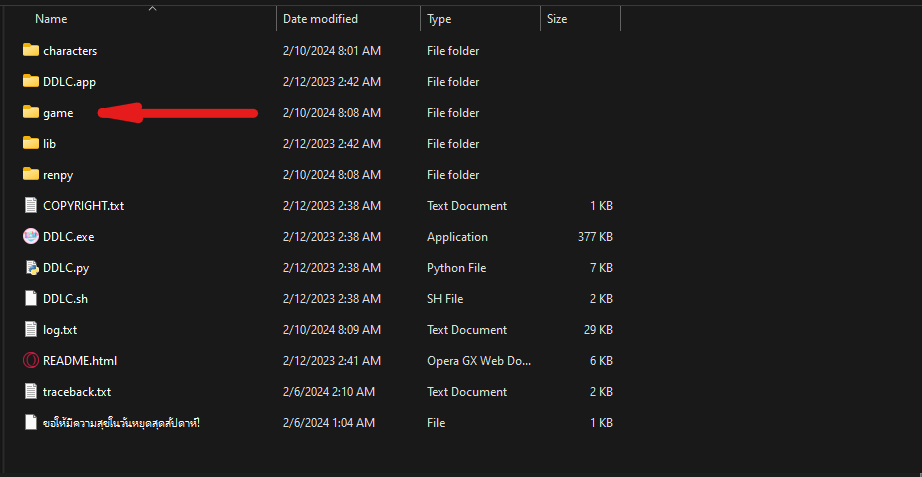 Name Date modified Type Size
characters 2/10/2024 8:01 AM File folder
DDLC.app 2/12/2023 2:42 AM File folder
game 2/10/2024 8:08 AM File folder
lib 2/12/2023 2:42 AM File folder
renpy 2/10/2024 8:08 AM File folder
COPYRIGHT.txt 2/12/2023 2:38 AM Text Document 1 KB
DDLC.exe 2/12/2023 2:38 AM Application 377 KB
DDLC.py 2/12/2023 2:38 AM Python File 7 KB
DDLC.sh 2/12/2023 2:38 AM SH File 2 KB
log.txt 2/10/2024 8:09 AM Text Document 29 KB
README.html 2/12/2023 2:41 AM Opera GX Web Do... 6 KB
traceback.txt 2/6/2024 2:10 AM Text Document 2 KB
ขอให้มีความสุขในวันหยุดสุดสัปดาห์! 2/6/2024 1:04 AM File 1 KB